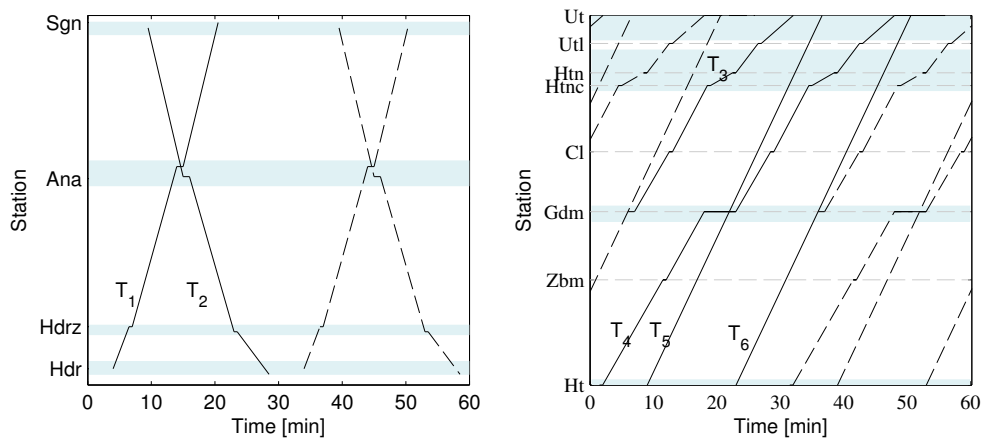 Sgn
Ana
Hdrz
Hdr
Station
T1
T2
0 10 20 30 40 50 60
Time [min]
Ut
Utl
Htn
Htnc
Cl
Gdm
Zbm
Ht
Station
T3
T4 T5 T6
0 10 20 30 40 50 60
Time [min]